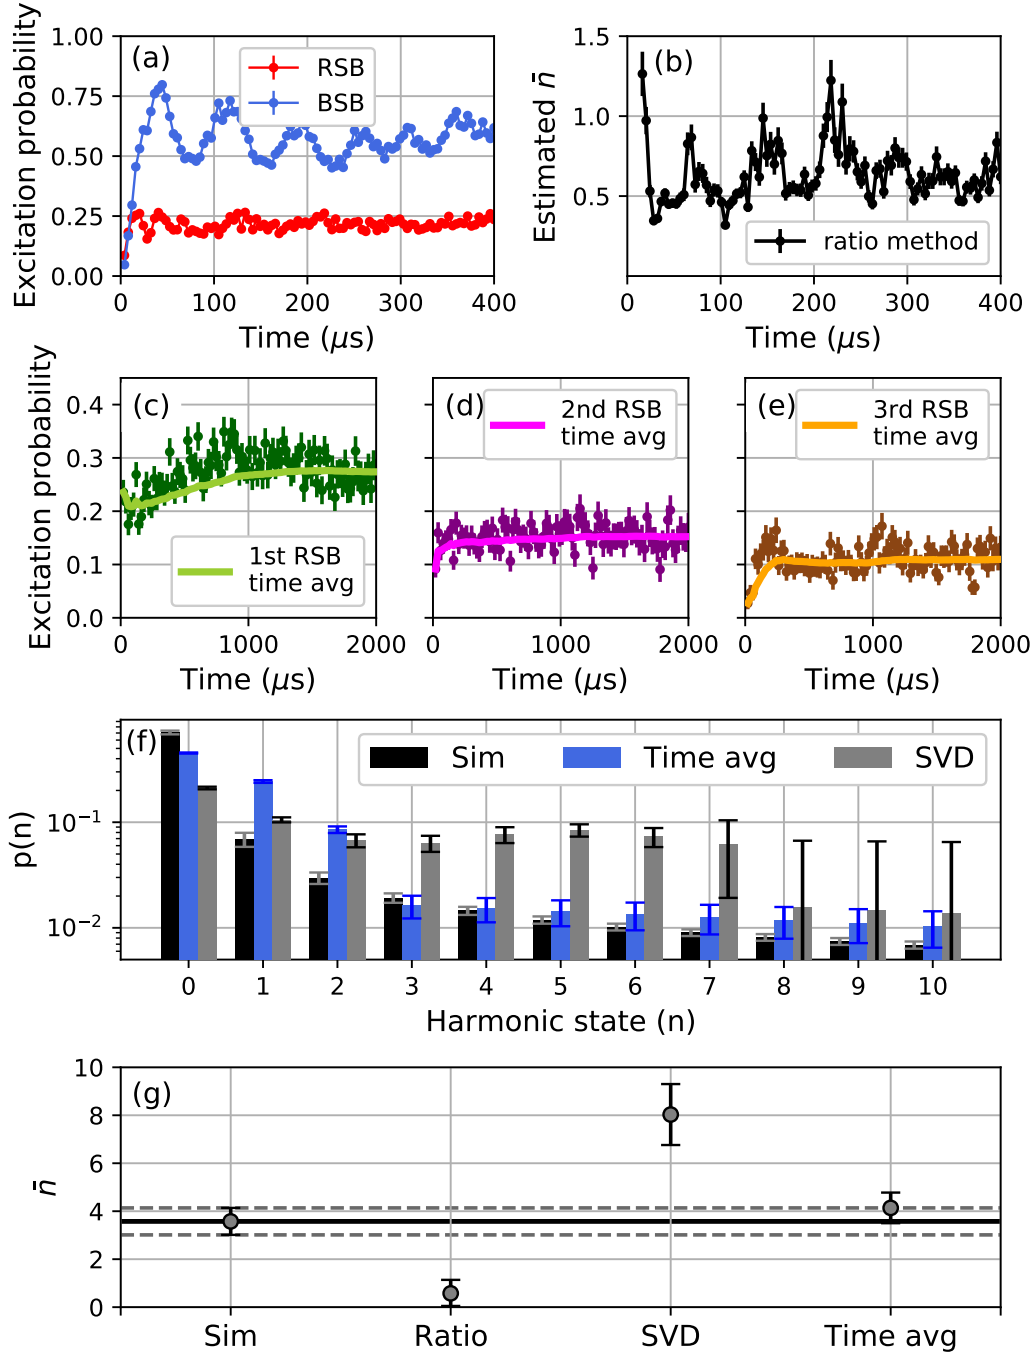 (a)
RSB
BSB
Excitation probability
1.00
0.75
0.50
0.25
0.00
0 100 200 300 400
Time (μs)
(b)
ratio method
Estimated n̄
1.5
1.0
0.5
0 100 200 300 400
Time (μs)
(c)
1st RSB
time avg
Excitation probability
0.4
0.3
0.2
0.1
0.0
0 1000 2000
Time (μs)
(d)
2nd RSB
time avg
0 1000 2000
Time (μs)
(e)
3rd RSB
time avg
0 1000 2000
Time (μs)
(f)
Sim Time avg SVD
p(n)
10⁻¹
10⁻²
0 1 2 3 4 5 6 7 8 9 10
Harmonic state (n)
(g)
n̄
10
8
6
4
2
0
Sim Ratio SVD Time avg